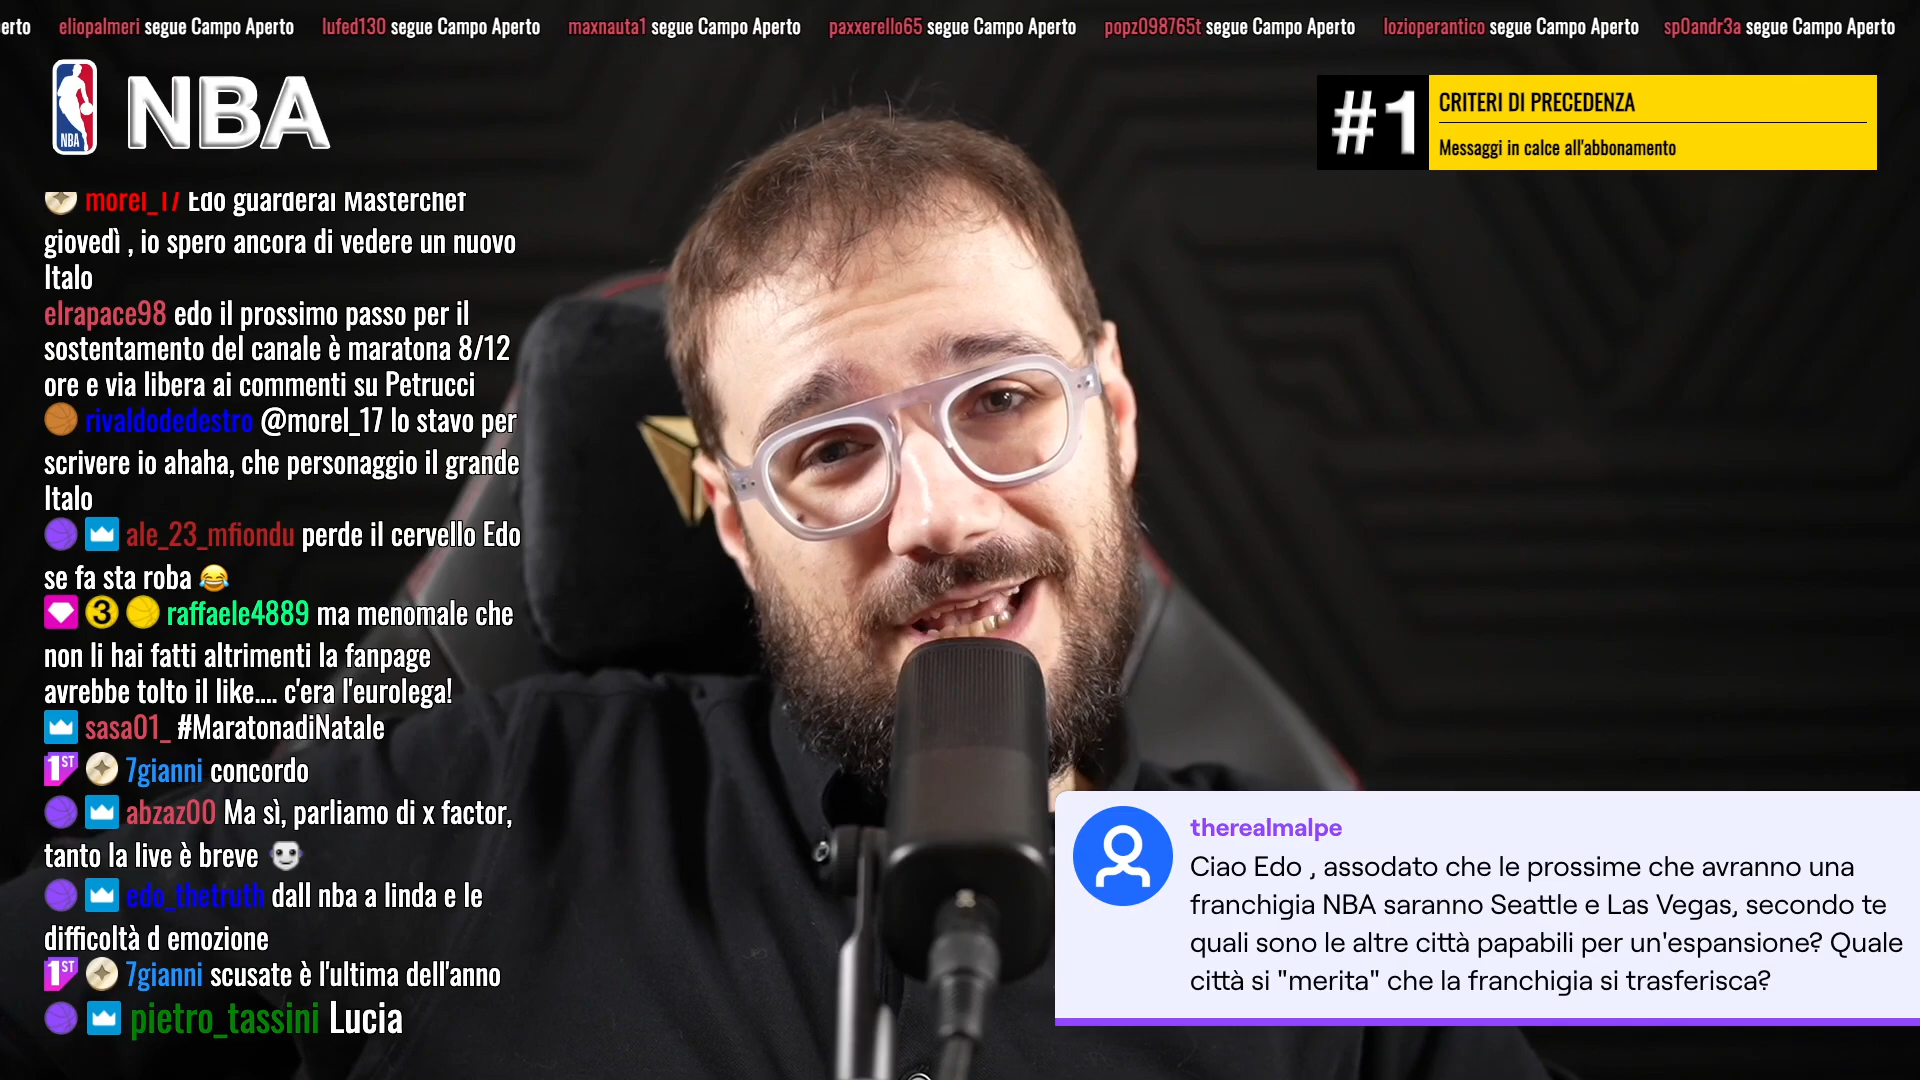 erto eliopalmeri segue Campo Aperto lufed130 segue Campo Aperto maxnauta1 segue Campo Aperto paxxerello65 segue Campo Aperto popz098765t segue Campo Aperto lozioperantico segue Campo Aperto sp0andr3a segue Campo Aperto
NBA NBA
#1 CRITERI DI PRECEDENZA
Messaggi in calce all'abbonamento
morel_17 Edo guarderai Masterchef
giovedì , io spero ancora di vedere un nuovo
Italo
elrapace98 edo il prossimo passo per il
sostentamento del canale è maratona 8/12
ore e via libera ai commenti su Petrucci
rivaldodedestro @morel_17 lo stavo per
scrivere io ahaha, che personaggio il grande
Italo
ale_23_mfiondu perde il cervello Edo
se fa sta roba 😂
3 raffaele4889 ma menomale che
non li hai fatti altrimenti la fanpage
avrebbe tolto il like.... c'era l'eurolega!
sasa01_ #MaratonadiNatale
1ST 7gianni concordo
abzaz00 Ma sì, parliamo di x factor,
tanto la live è breve
edo_thetruth dall nba a linda e le
difficoltà d emozione
1ST 7gianni scusate è l'ultima dell'anno
pietro_tassini Lucia
therealmalpe
Ciao Edo , assodato che le prossime che avranno una
franchigia NBA saranno Seattle e Las Vegas, secondo te
quali sono le altre città papabili per un'espansione? Quale
città si "merita" che la franchigia si trasferisca?